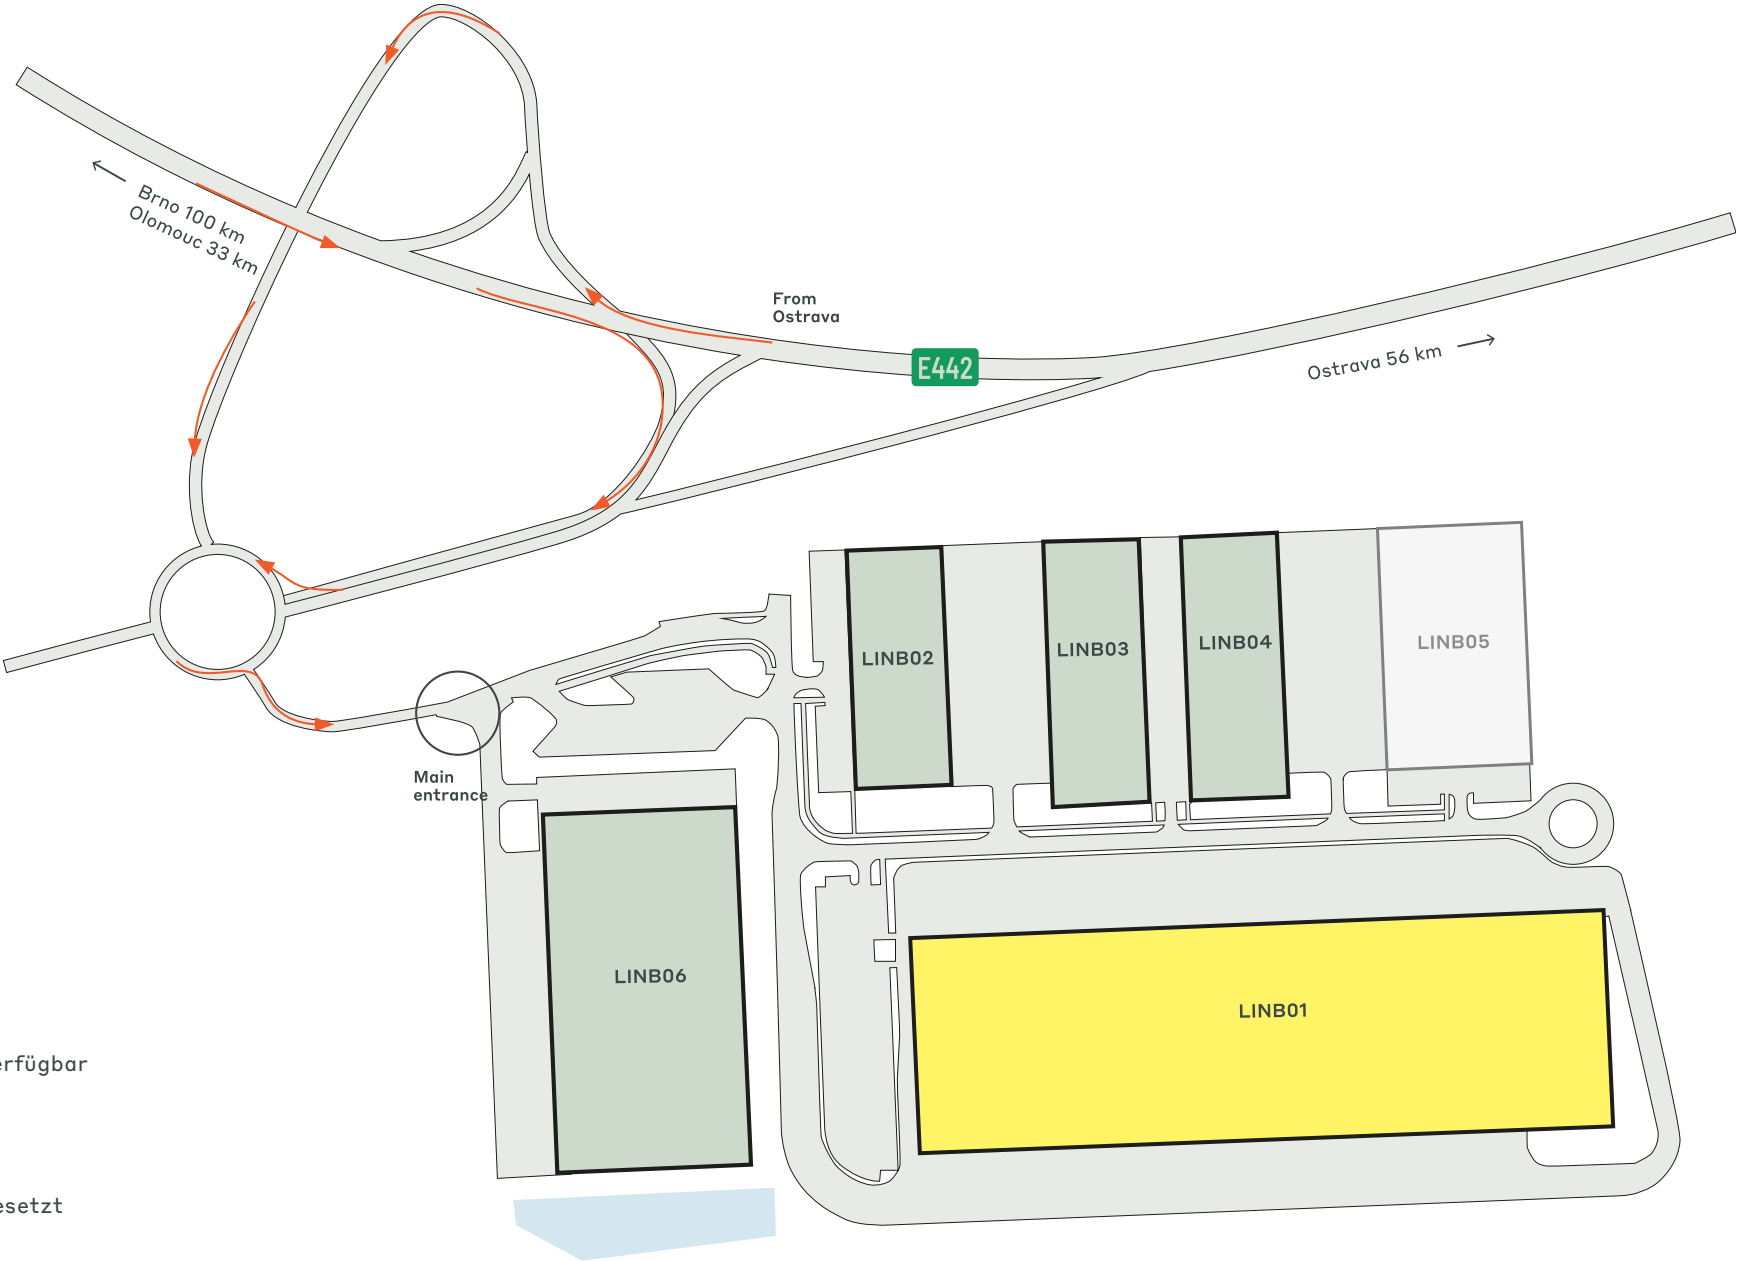 Brno 100 km
Olomouc 33 km
From
Ostrava
E442
Ostrava 56 km
LINB02
LINB03
LINB04
LINB05
Main
entrance
LINB06
LINB01
erfügbar
esetzt